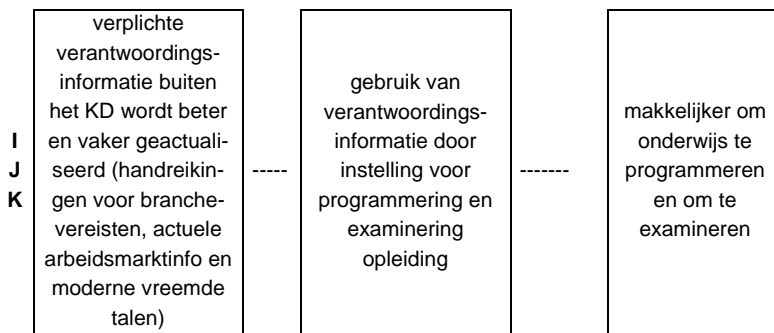 verplichte
verantwoordings-
informatie buiten
het KD wordt beter
en vaker geactuali-
seerd (handreikin-
gen voor branche-
vereisten, actuele
arbeidsmarktinfo en
moderne vreemde
talen)
I
J
K
-----
gebruik van
verantwoordings-
informatie door
instelling voor
programmering en
examinering
opleiding
-------
makkelijker om
onderwijs te
programmeren
en om te
examineren